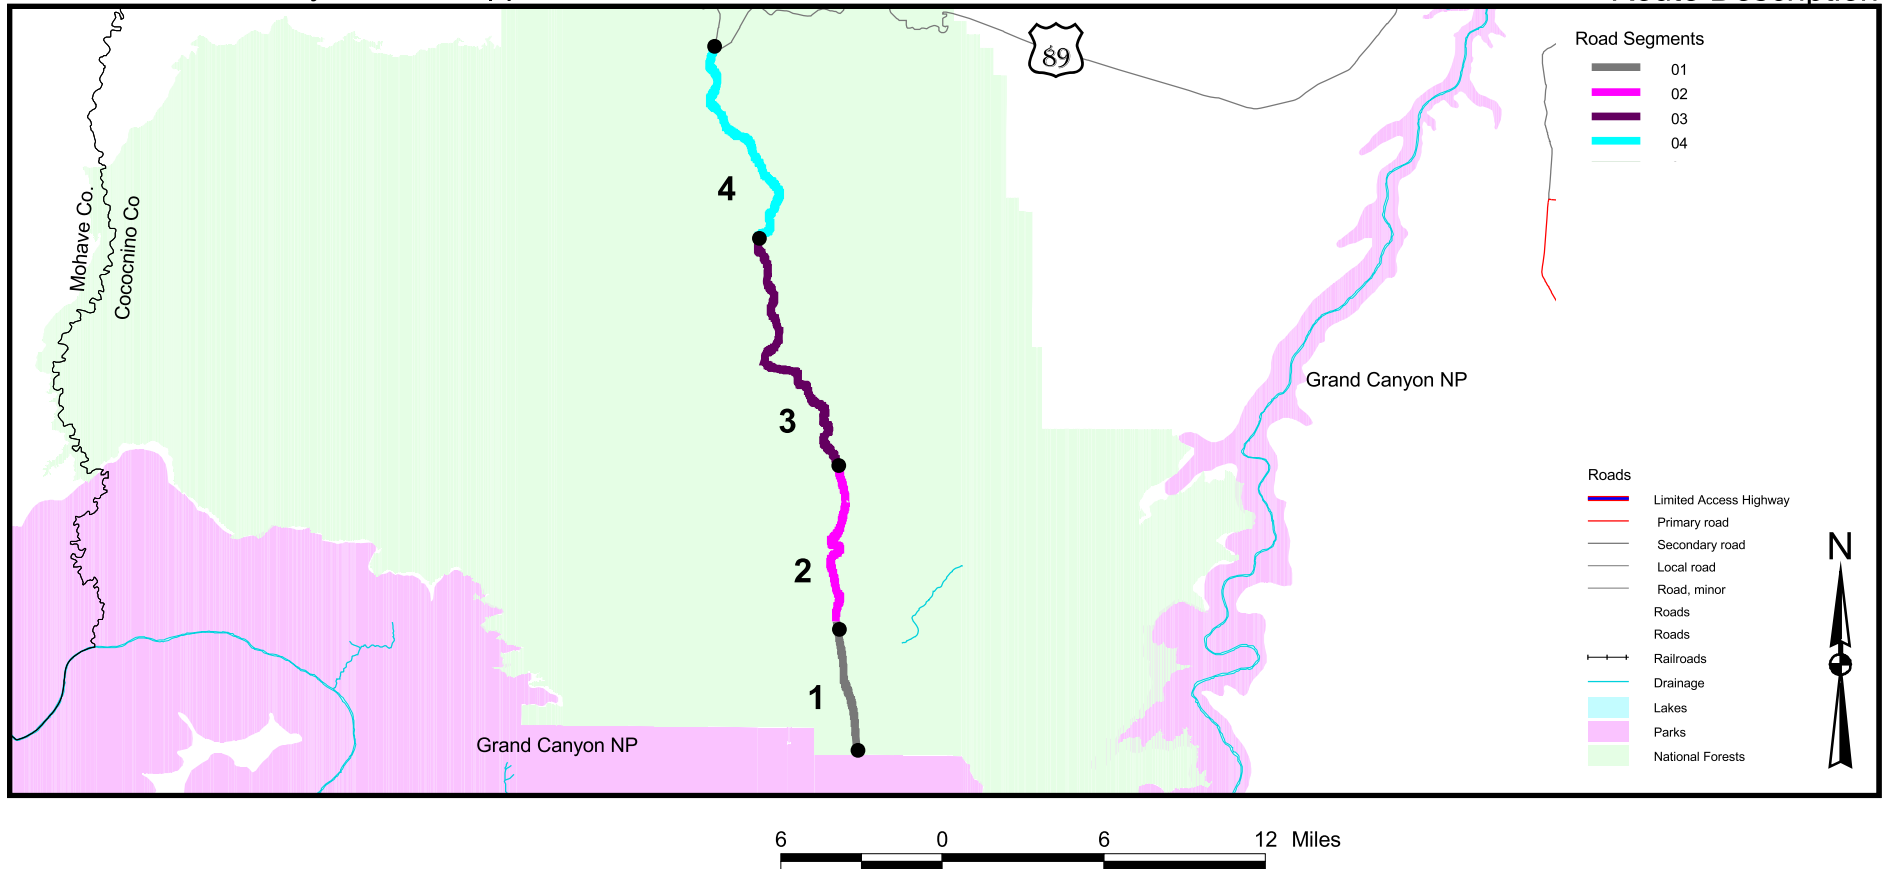 Route Description
89
Road Segments
01
02
03
04
4
Mohave Co.
Cococnino Co
Grand Canyon NP
3
Roads
Limited Access Highway
Primary road
Secondary road
Local road
Road, minor
Roads
Roads
Railroads
Drainage
Lakes
Parks
National Forests
N
2
1
Grand Canyon NP
6 0 6 12 Miles